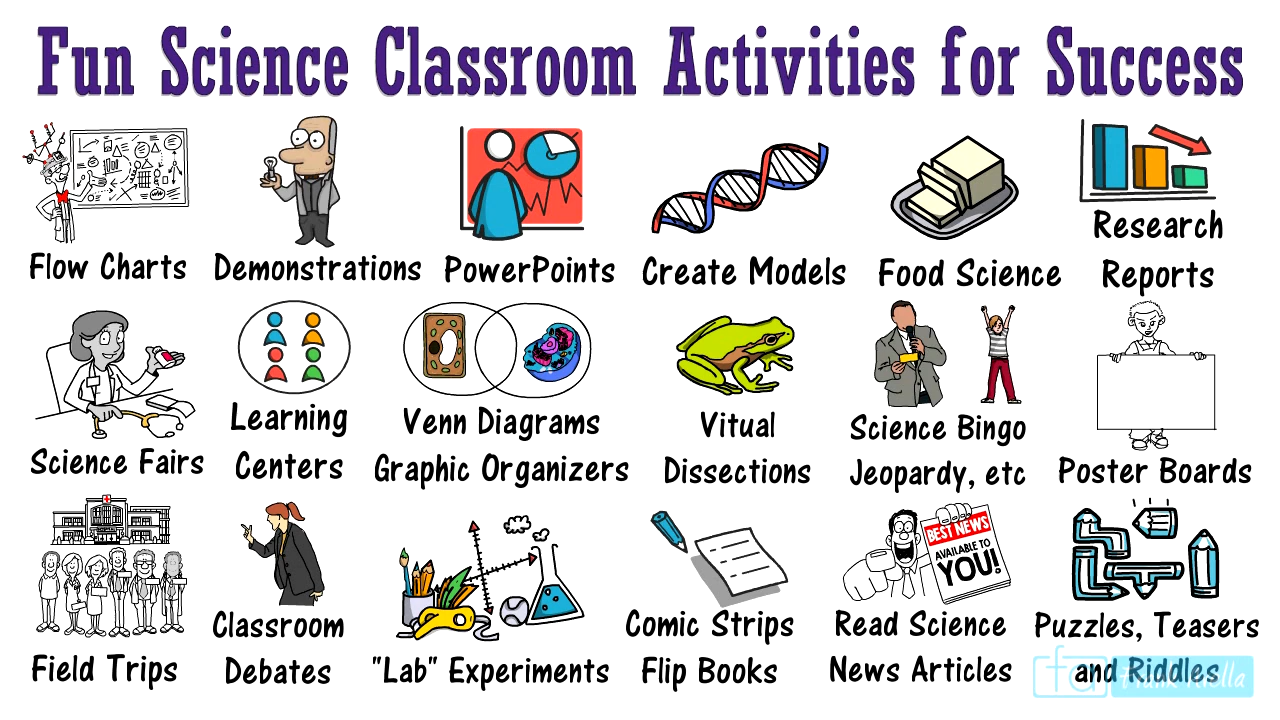 Fun Science Classroom Activities for Success
Flow Charts
Demonstrations
PowerPoints
Create Models
Food Science
Research
Reports
Science Fairs
Learning
Centers
Venn Diagrams
Graphic Organizers
Vitual
Dissections
Science Bingo
Jeopardy, etc
Poster Boards
Field Trips
Classroom
Debates
"Lab" Experiments
Comic Strips
Flip Books
BEST NEWS
AVAILABLE TO
YOU!
Read Science
News Articles
Puzzles, Teasers
and Riddles
fa